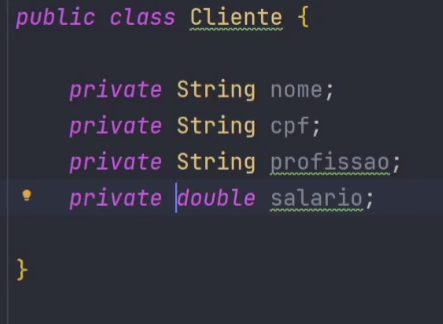 public class Cliente {
private String nome;
private String cpf;
private String profissao;
private double salario;
}